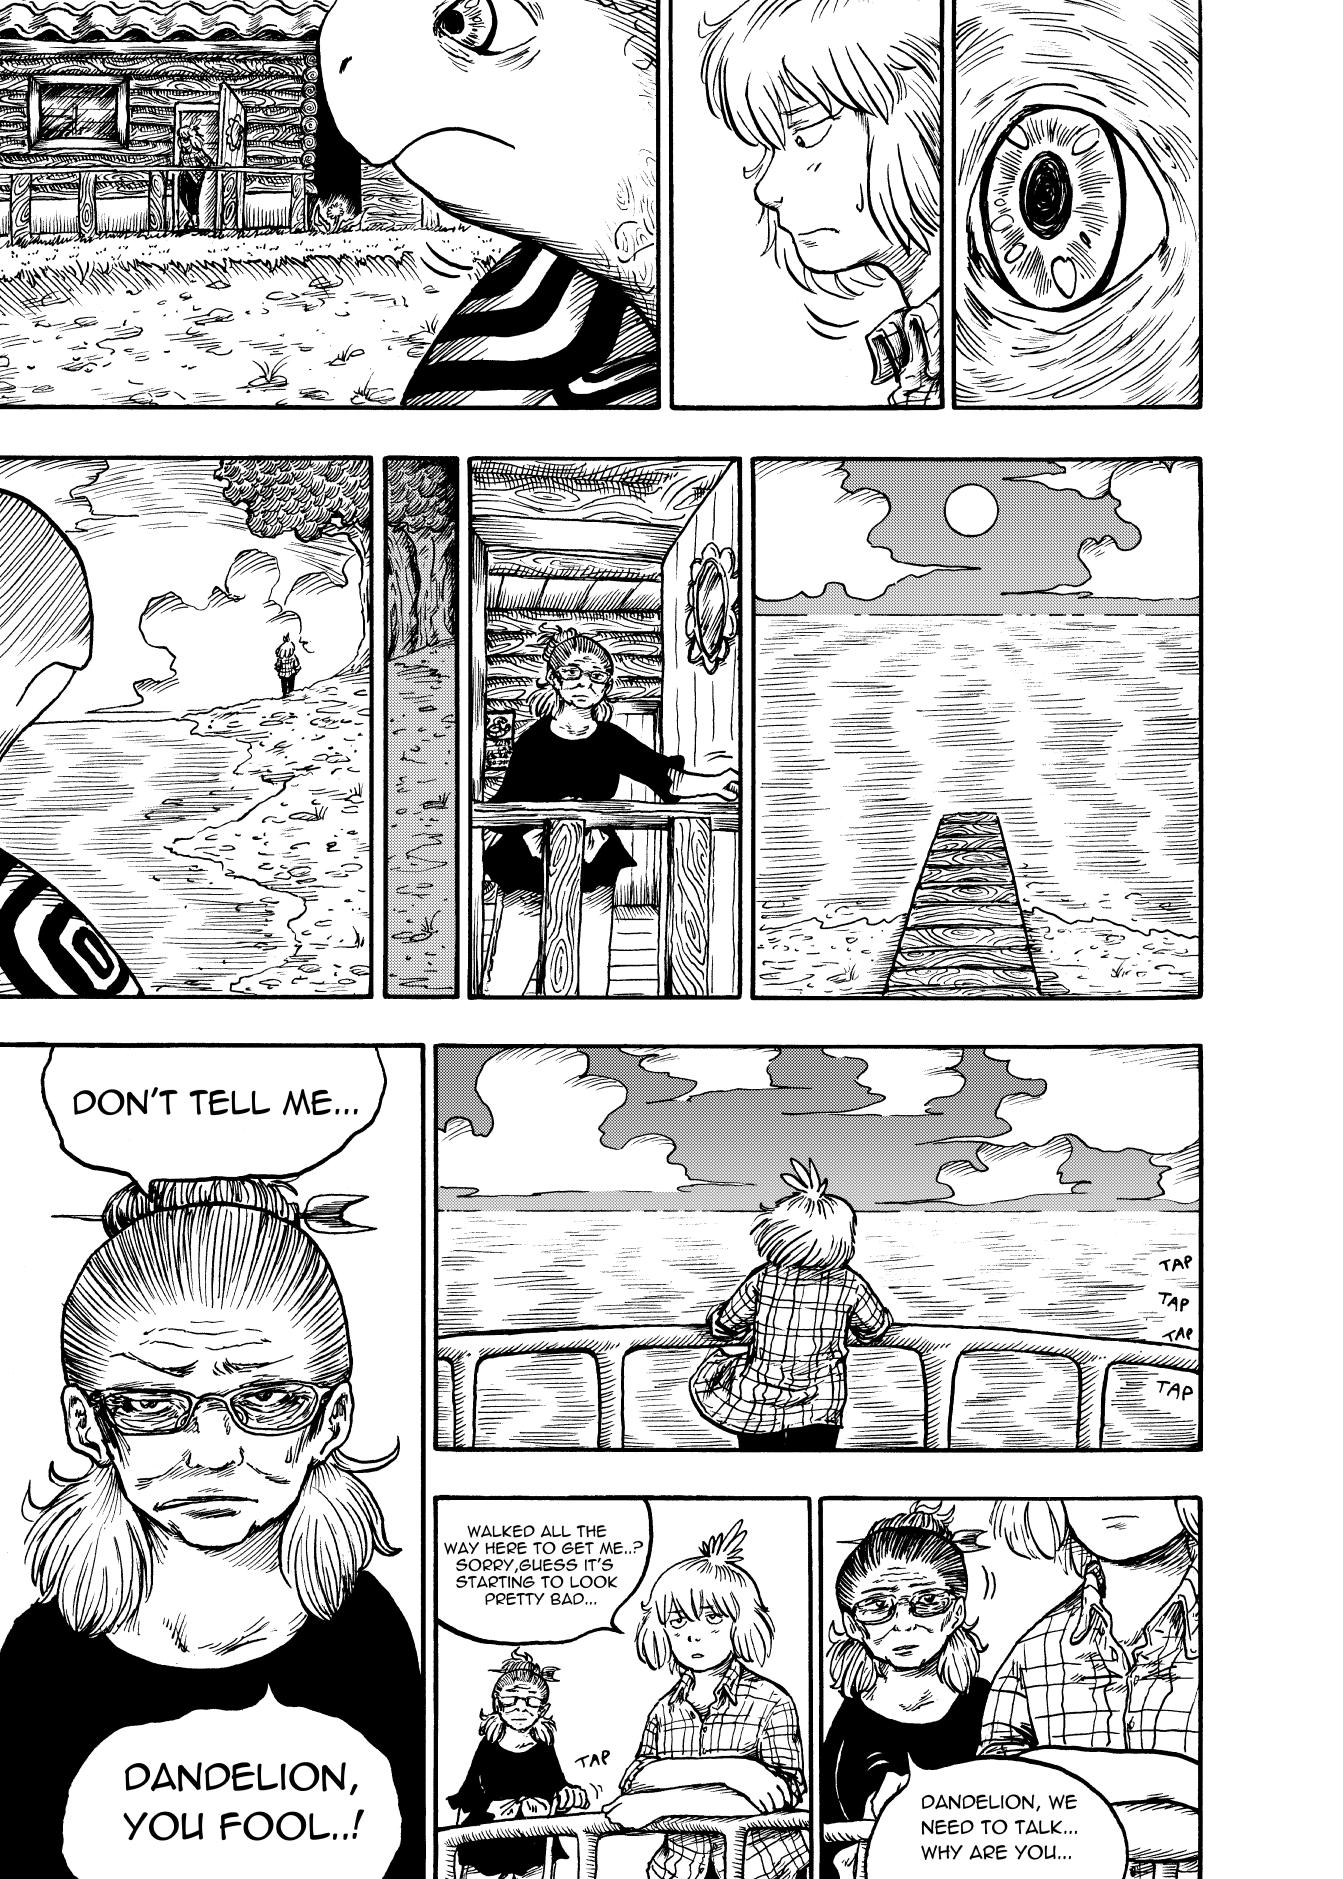 DON'T TELL ME...
DANDELION,
YOU FOOL..!
TAP
TAP
TAP
TAP
WALKED ALL THE
WAY HERE TO GET ME..?
SORRY,GUESS IT'S
STARTING TO LOOK
PRETTY BAD...
TAP
DANDELION, WE
NEED TO TALK...
WHY ARE YOU...